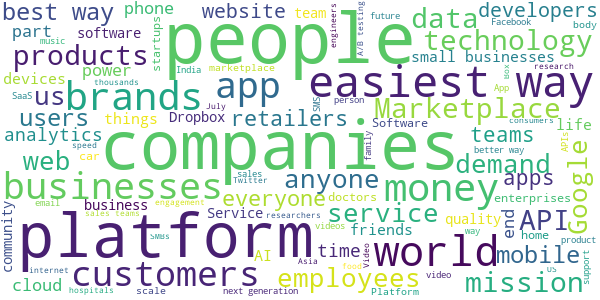 best way
phone
website
team
people
data
developers
Facebook
body
future
engineers
A/B testing
part
software
music
startups
products
technology
small businesses
devices
power
India
marketplace
easiest way
research
SaaS
thousands
us
brands
app
SMS
Box
App
July
person
Marketplace
consumers
users
things
Dropbox
retailers
Software
life
analytics
speed
companies
family
teams
APIs
better way
web
car
sales
Twitter
demand
Google
businesses
anyone
money
doctors
apps
enterprises
email
engagement
everyone
community
business
sales teams
Service
researchers
service
quality
end
API
platform
videos
friends
way
home
product
SMBs
AI
time
Video
world
mobile
US
support
internet
Asia
food
cloud
customers
employees
video
mission
hospitals
scale
next generation
Platform